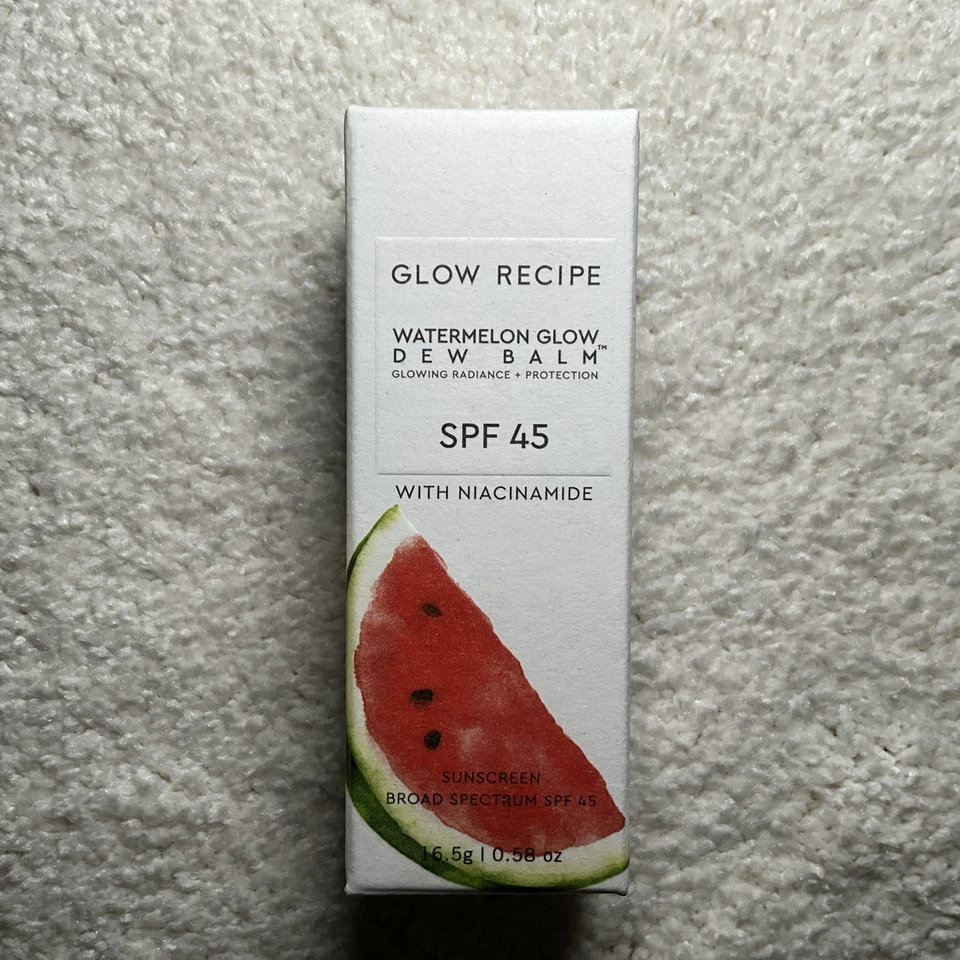 GLOW RECIPE
WATERMELON GLOW
DEW BALM™
GLOWING RADIANCE + PROTECTION
SPF 45
WITH NIACINAMIDE
SUNSCREEN
BROAD SPECTRUM SPF 45
16.5g | 0.58 oz